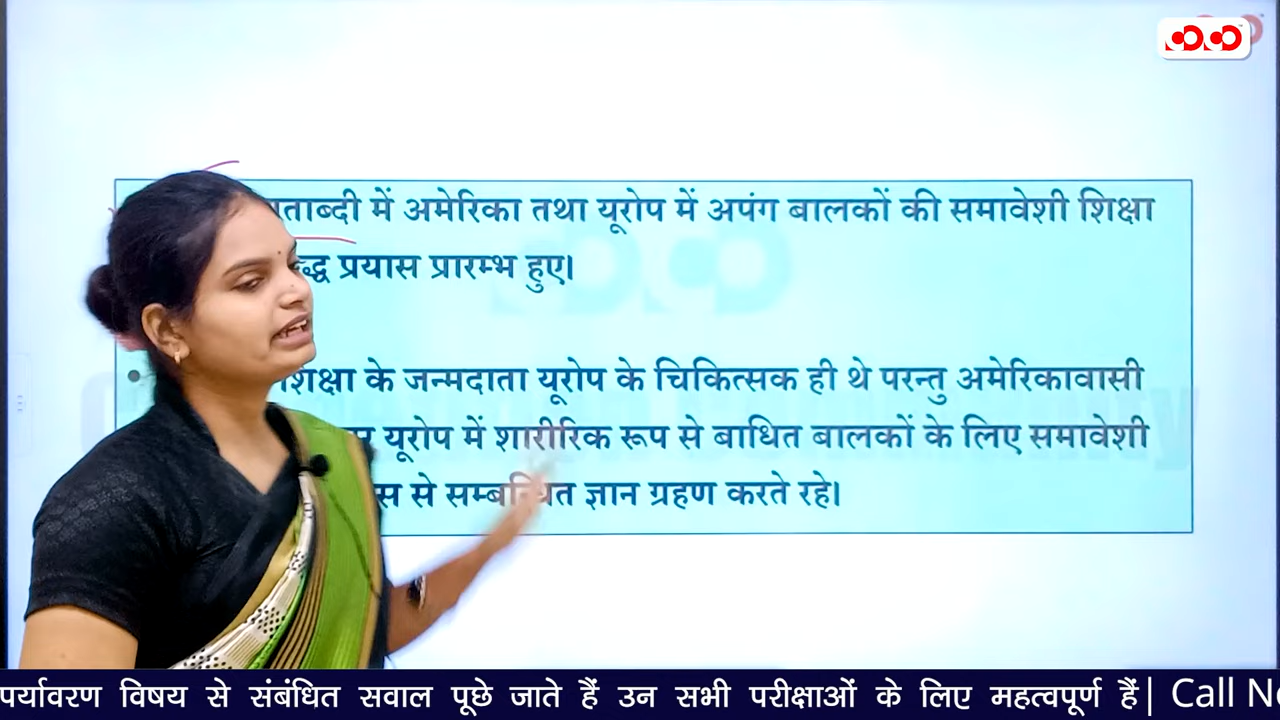 में अमेरिका तथा यूरोप में अपंग बालकों की समावेशी शिक्षा
प्रयास प्रारम्भ हुए।
शिक्षा के जन्मदाता यूरोप के चिकित्सक ही थे परन्तु अमेरिकावासी
यूरोप में शारीरिक रूप से बाधित बालकों के लिए समावेशी
से सम्बन्धित ज्ञान ग्रहण करते रहे।
पर्यावरण विषय से संबंधित सवाल पूछे जाते हैं उन सभी परीक्षाओं के लिए महत्वपूर्ण हैं| Call